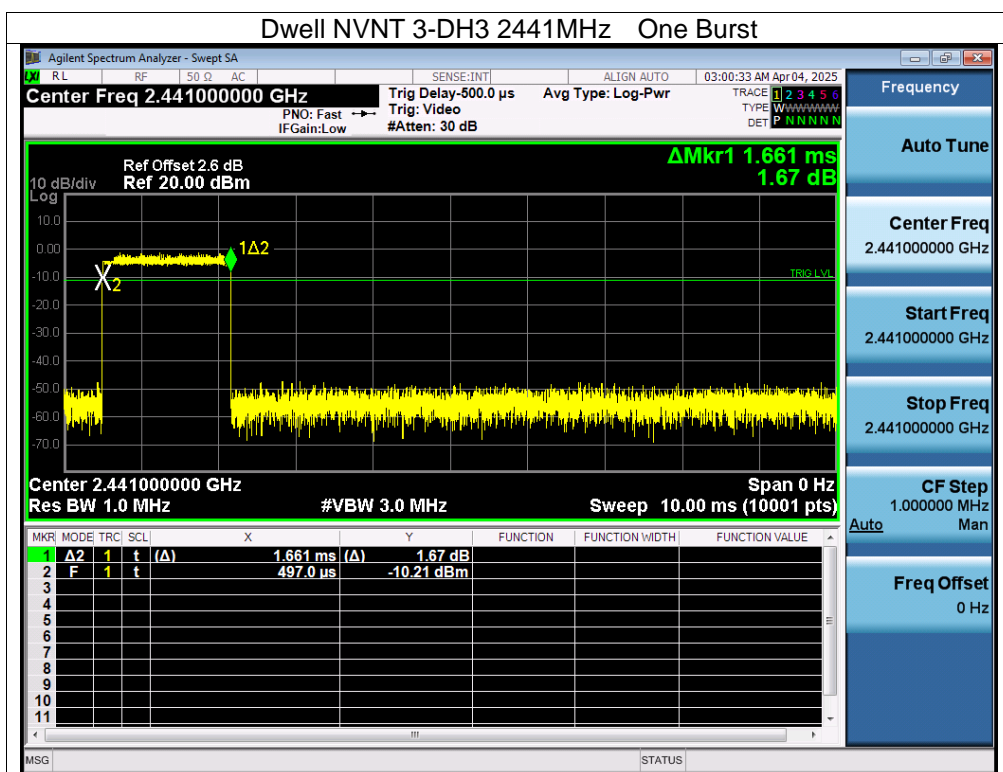 Dwell NVNT 3-DH3 2441MHz One Burst
Agilent Spectrum Analyzer - Swept SA
LXI RL RF 50 Ω AC SENSE:INT ALIGN AUTO 03:00:33 AM Apr 04, 2025
Center Freq 2.441000000 GHz Trig Delay-500.0 µs Avg Type: Log-Pwr TRACE 1 2 3 4 5 6
PNO: Fast Trig: Video TYPE WWWWWW
IFGain:Low #Atten: 30 dB DET P N N N N N
Ref Offset 2.6 dB ΔMkr1 1.661 ms
10 dB/div Ref 20.00 dBm 1.67 dB
Log
10.0
0.00
-10.0
-20.0
-30.0
-40.0
-50.0
-60.0
-70.0
1Δ2
2
TRIG LVL
Center 2.441000000 GHz Span 0 Hz
Res BW 1.0 MHz #VBW 3.0 MHz Sweep 10.00 ms (10001 pts)
MKR MODE TRC SCL X Y FUNCTION FUNCTION WIDTH FUNCTION VALUE
1 Δ2 1 t (Δ) 1.661 ms (Δ) 1.67 dB
2 F 1 t 497.0 µs -10.21 dBm
3
4
5
6
7
8
9
10
11
MSG STATUS
Frequency
Auto Tune
Center Freq
2.441000000 GHz
Start Freq
2.441000000 GHz
Stop Freq
2.441000000 GHz
CF Step
1.000000 MHz
Auto Man
Freq Offset
0 Hz